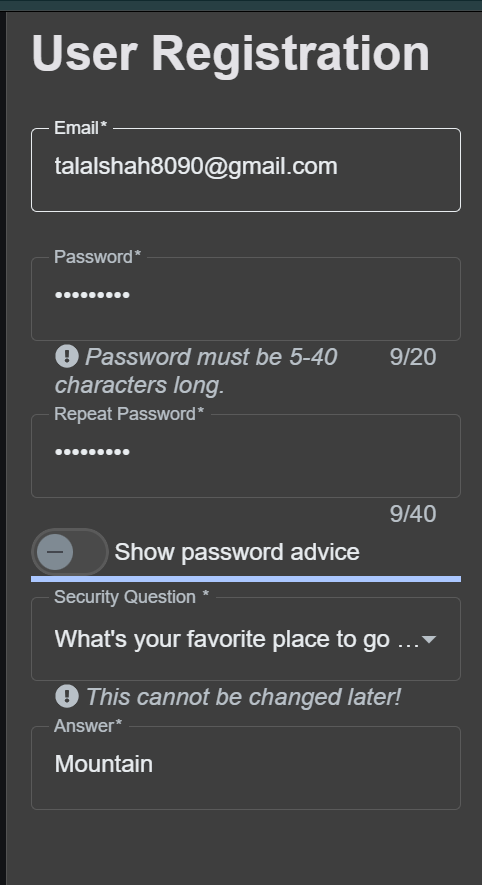 User Registration
Email*
talalshah8090@gmail.com
Password*
•••••••••
Password must be 5-40 9/20
characters long.
Repeat Password*
•••••••••
9/40
Show password advice
Security Question *
What's your favorite place to go ...
This cannot be changed later!
Answer*
Mountain